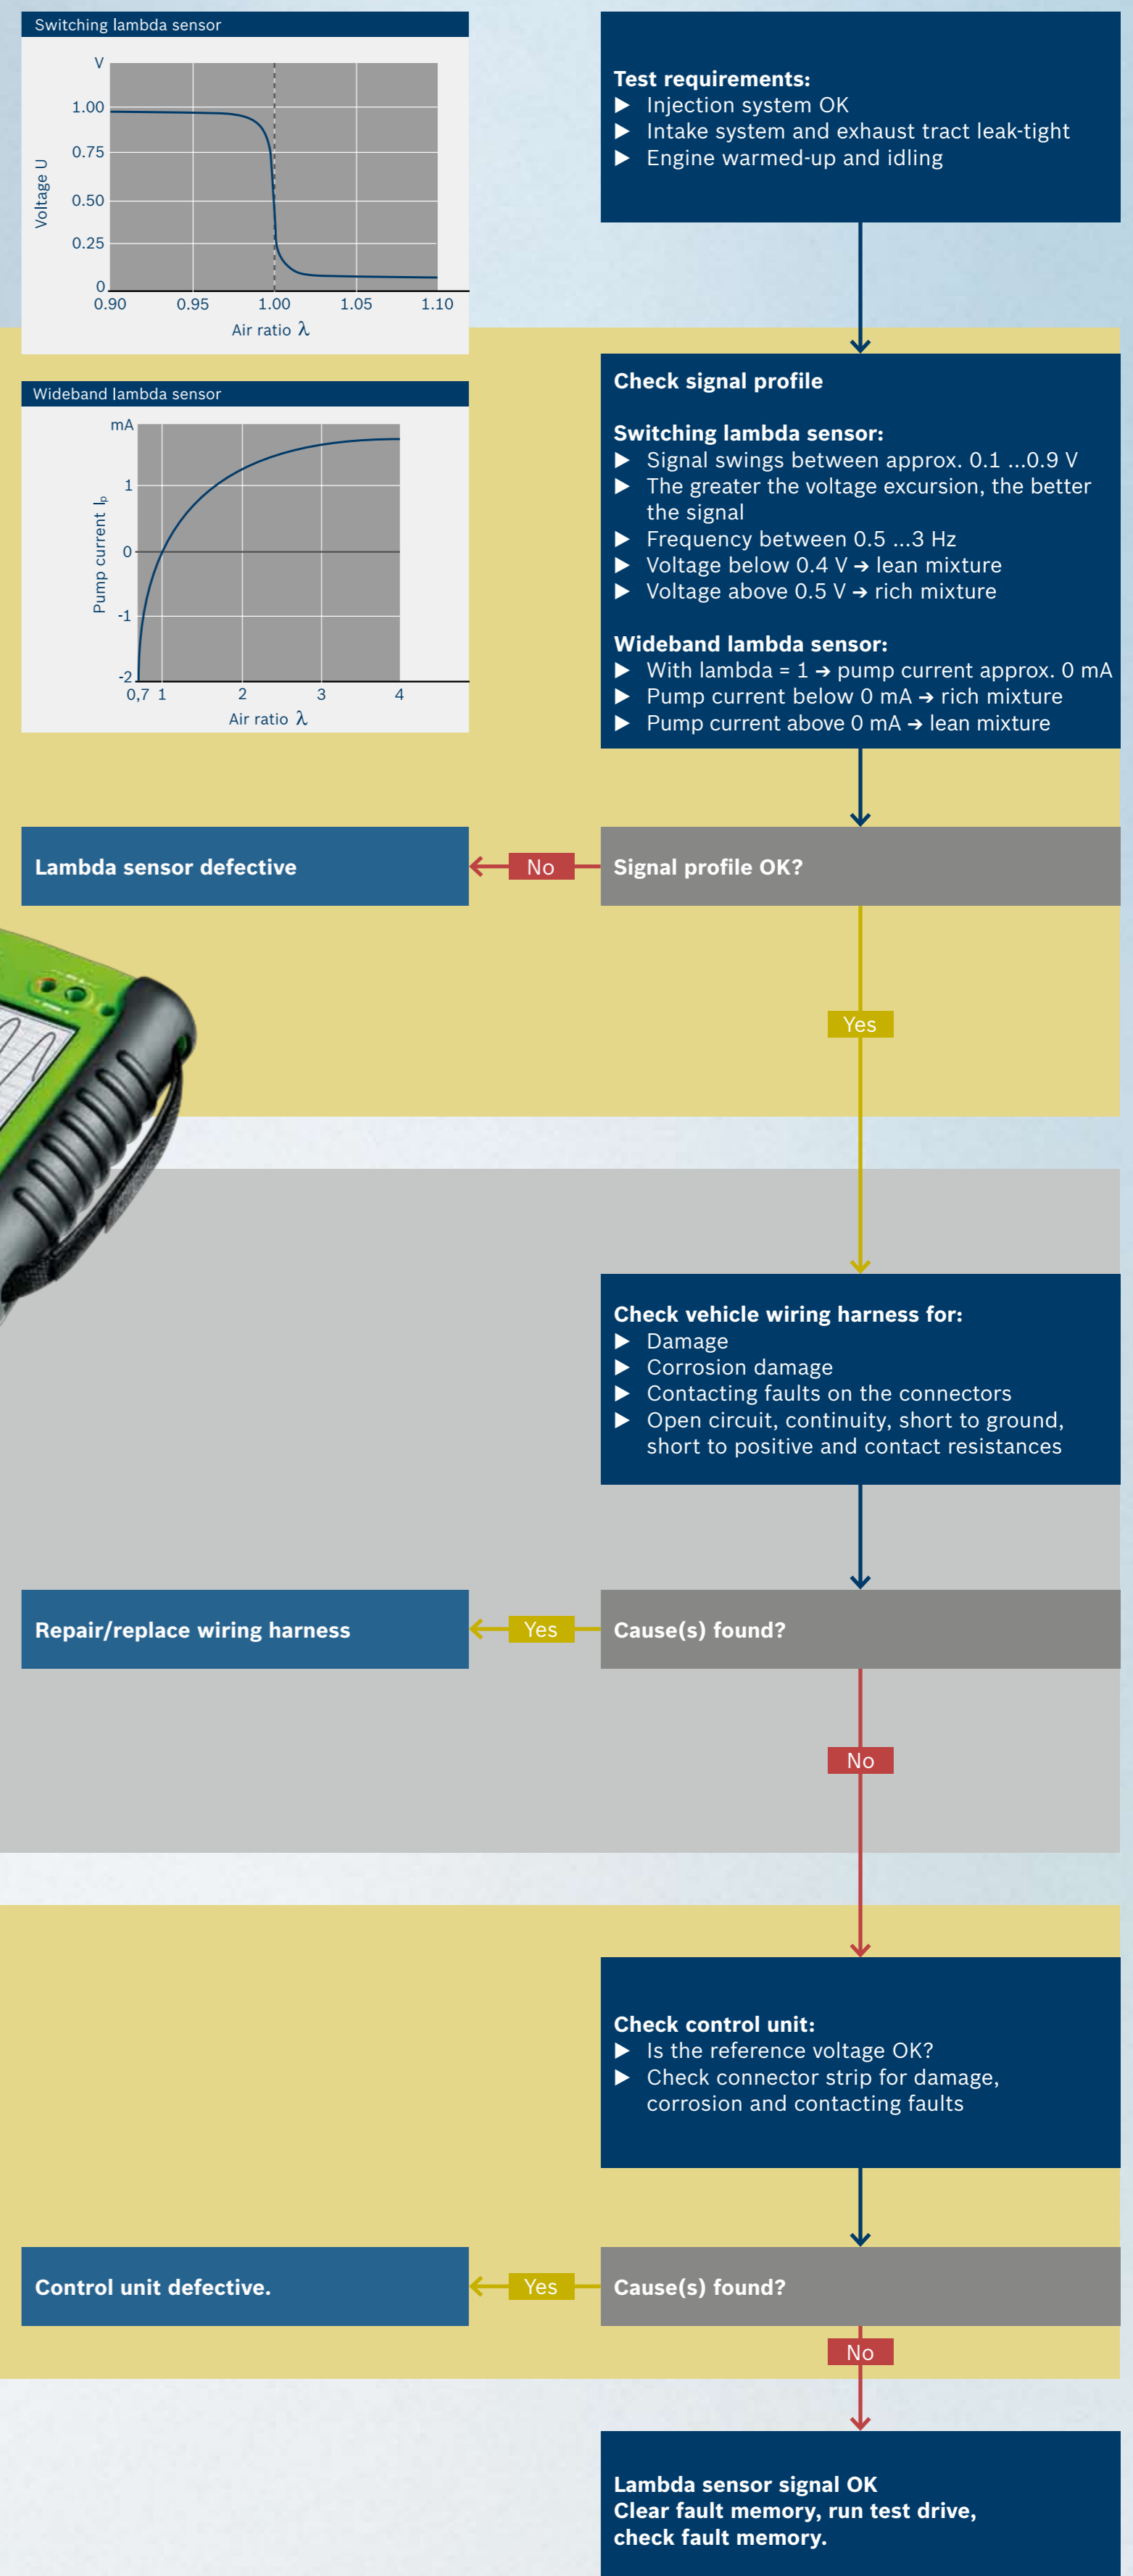 Switching lambda sensor
V
1.00
0.75
0.50
0.25
0
Voltage U
0.90 0.95 1.00 1.05 1.10
Air ratio λ
Wideband lambda sensor
mA
1
0
-1
-2
Pump current Ip
0,7 1 2 3 4
Air ratio λ
Test requirements:
▶ Injection system OK
▶ Intake system and exhaust tract leak-tight
▶ Engine warmed-up and idling
Check signal profile
Switching lambda sensor:
▶ Signal swings between approx. 0.1 ...0.9 V
▶ The greater the voltage excursion, the better
the signal
▶ Frequency between 0.5 ...3 Hz
▶ Voltage below 0.4 V → lean mixture
▶ Voltage above 0.5 V → rich mixture
Wideband lambda sensor:
▶ With lambda = 1 → pump current approx. 0 mA
▶ Pump current below 0 mA → rich mixture
▶ Pump current above 0 mA → lean mixture
Signal profile OK?
No
Lambda sensor defective
Yes
Check vehicle wiring harness for:
▶ Damage
▶ Corrosion damage
▶ Contacting faults on the connectors
▶ Open circuit, continuity, short to ground,
short to positive and contact resistances
Cause(s) found?
Yes
Repair/replace wiring harness
No
Check control unit:
▶ Is the reference voltage OK?
▶ Check connector strip for damage,
corrosion and contacting faults
Cause(s) found?
Yes
Control unit defective.
No
Lambda sensor signal OK
Clear fault memory, run test drive,
check fault memory.